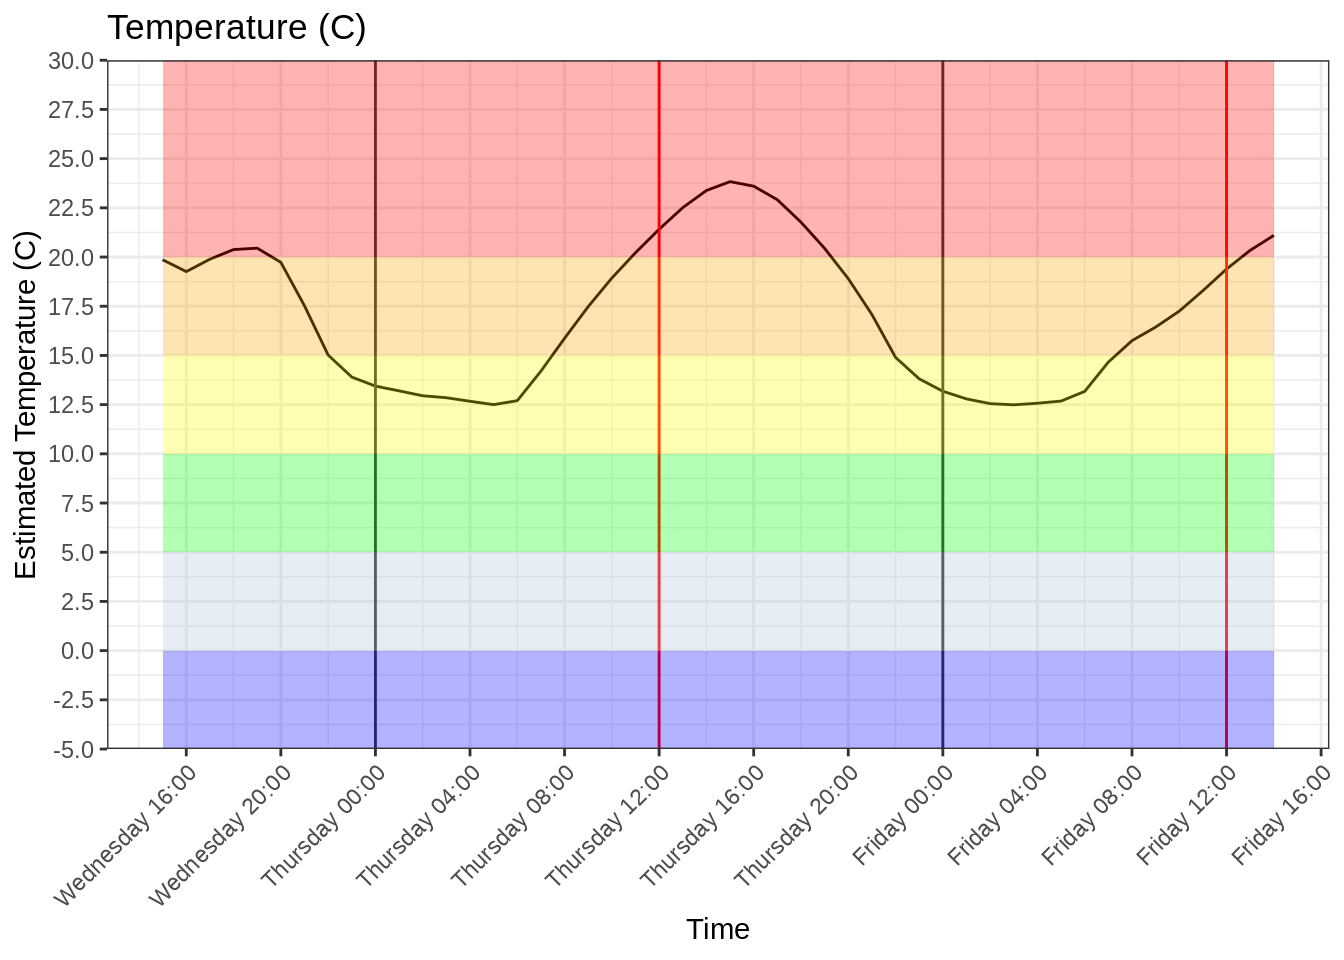 Temperature (C)
30.0
27.5
25.0
22.5
20.0
17.5
15.0
12.5
10.0
7.5
5.0
2.5
0.0
-2.5
-5.0
Estimated Temperature (C)
Wednesday 16:00
Wednesday 20:00
Thursday 00:00
Thursday 04:00
Thursday 08:00
Thursday 12:00
Thursday 16:00
Thursday 20:00
Friday 00:00
Friday 04:00
Friday 08:00
Friday 12:00
Friday 16:00
Time